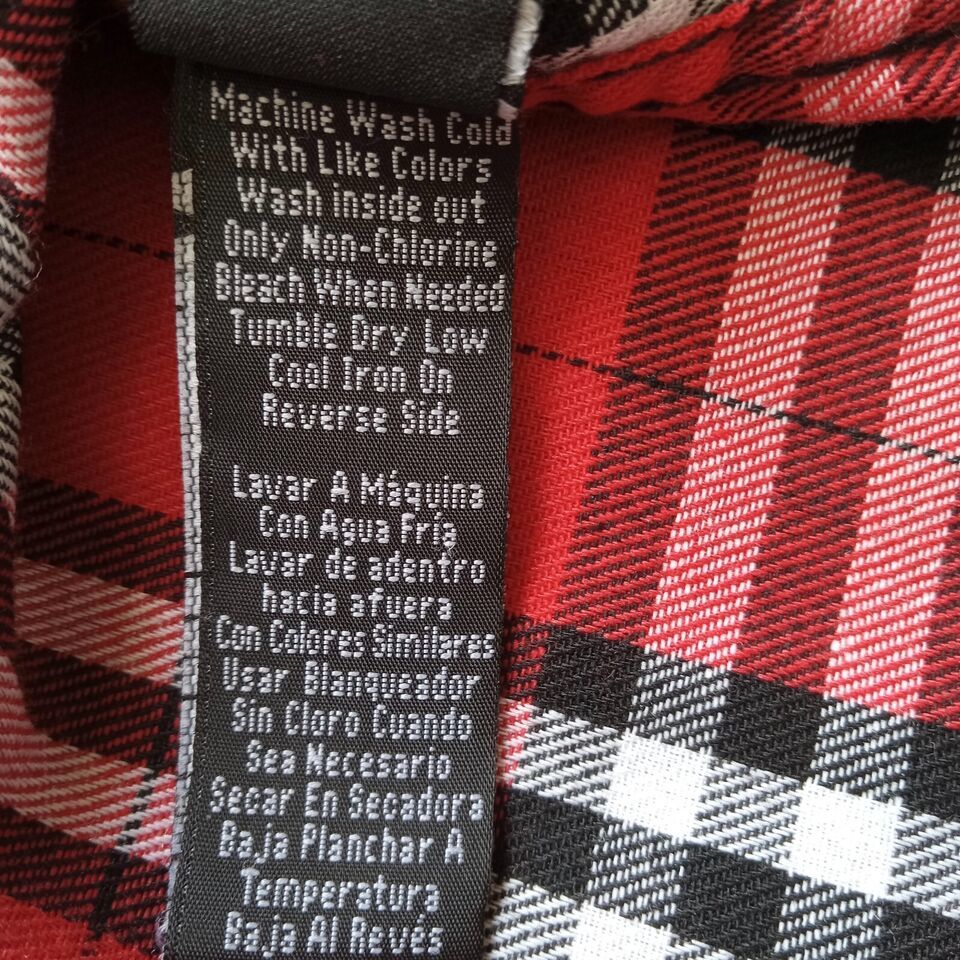 Machine Wash Cold
With Like Colors
Wash inside out
Only Non-Chlorine
Bleach When Needed
Tumble Dry Low
Cool Iron On
Reverse Side
Lavar A Máquina
Con Agua Fría
Lavar de adentro
hacia afuera
Con Colores Similares
Usar Blanqueador
Sin Cloro Cuando
Sea Necesario
Secar En Secadora
Baja Planchar A
Temperatura
Baja Al Revés